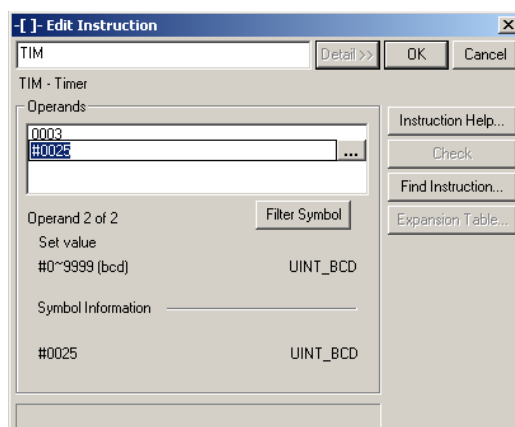 -[ ]- Edit Instruction
TIM
Detail >>
OK
Cancel
TIM - Timer
Operands
0003
#0025
...
Instruction Help...
Check
Find Instruction...
Expansion Table...
Operand 2 of 2
Filter Symbol
Set value
#0~9999 (bcd)
UINT_BCD
Symbol Information
#0025
UINT_BCD